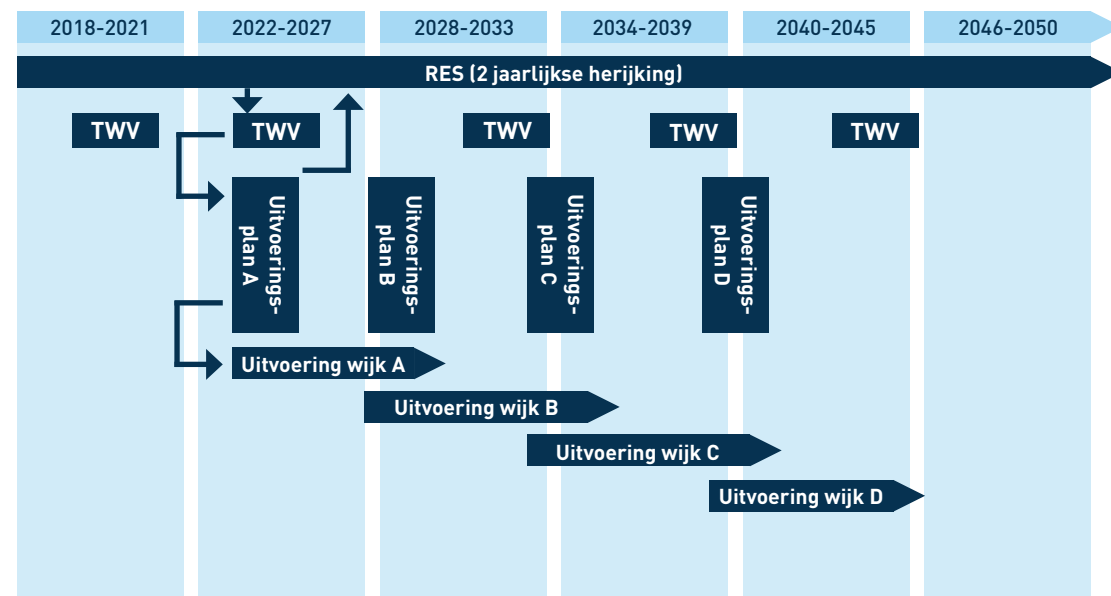 2018-2021
2022-2027
2028-2033
2034-2039
2040-2045
2046-2050
RES (2 jaarlijkse herijking)
TWV
TWV
TWV
TWV
TWV
Uitvoerings-
plan A
Uitvoerings-
plan B
Uitvoerings-
plan C
Uitvoerings-
plan D
Uitvoering wijk A
Uitvoering wijk B
Uitvoering wijk C
Uitvoering wijk D